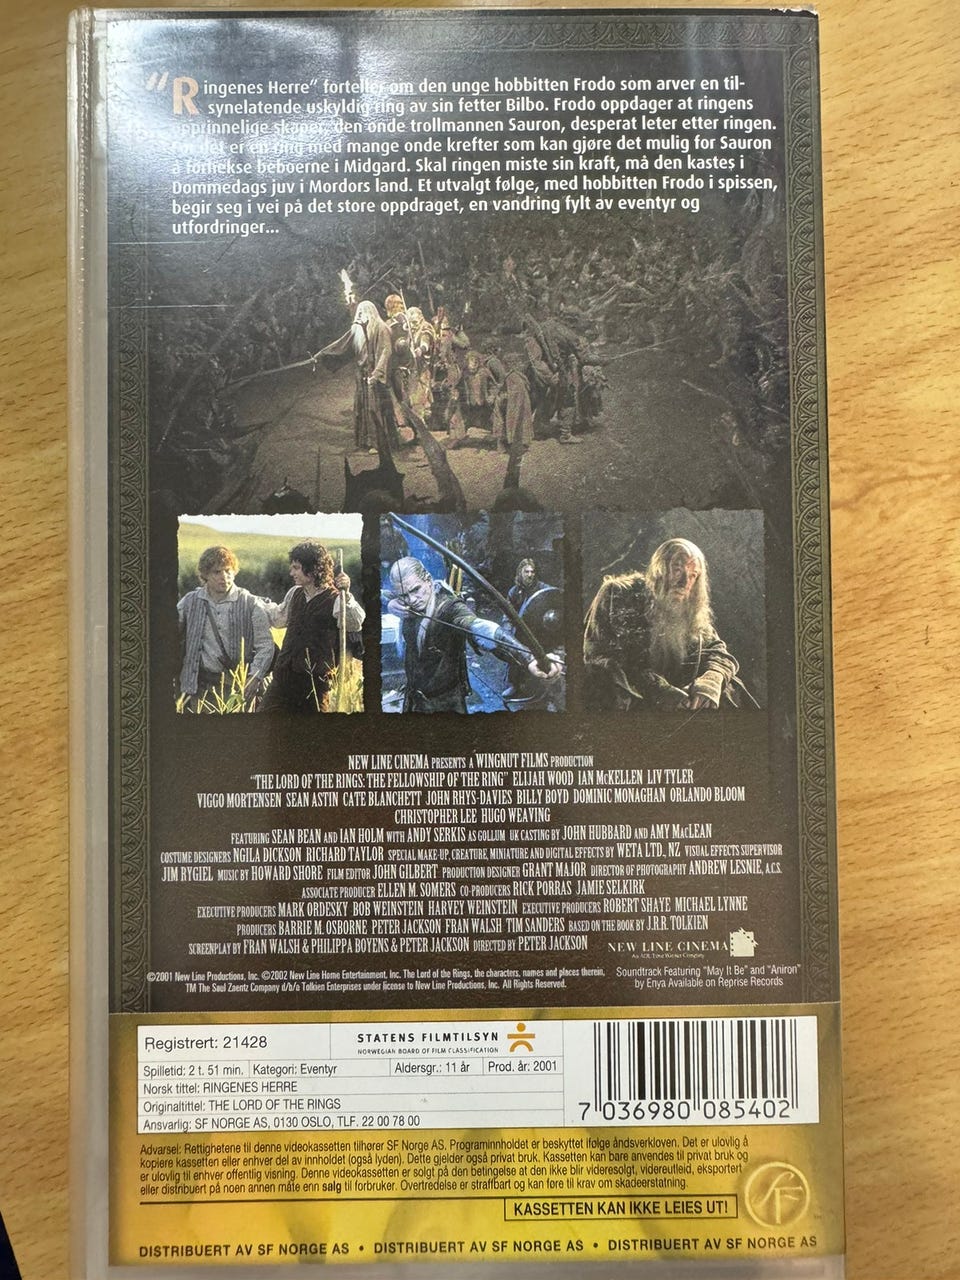 "Ringenes Herre" forteller om den unge hobbitten Frodo som arver en til-
synelatende uskyldig ring av sin fetter Bilbo. Frodo oppdager at ringens
opprinnelige skaper, den onde trollmannen Sauron, desperat leter etter ringen.
For det er en ring med mange onde krefter som kan gjøre det mulig for Sauron
å forhekse beboerne i Midgard. Skal ringen miste sin kraft, må den kastes i
Dommedags juv i Mordors land. Et utvalgt følge, med hobbitten Frodo i spissen,
begir seg i vei på det store oppdraget, en vandring fylt av eventyr og
utfordringer...
NEW LINE CINEMA PRESENTS A WINGNUT FILMS PRODUCTION
"THE LORD OF THE RINGS: THE FELLOWSHIP OF THE RING" ELIJAH WOOD IAN McKELLEN LIV TYLER
VIGGO MORTENSEN SEAN ASTIN CATE BLANCHETT JOHN RHYS-DAVIES BILLY BOYD DOMINIC MONAGHAN ORLANDO BLOOM
CHRISTOPHER LEE HUGO WEAVING
FEATURING SEAN BEAN AND IAN HOLM WITH ANDY SERKIS AS GOLLUM UK CASTING BY JOHN HUBBARD AND AMY MacLEAN
COSTUME DESIGNERS NGILA DICKSON RICHARD TAYLOR SPECIAL MAKE-UP, CREATURE, MINIATURE AND DIGITAL EFFECTS BY WETA LTD., NZ VISUAL EFFECTS SUPERVISOR
JIM RYGIEL MUSIC BY HOWARD SHORE FILM EDITOR JOHN GILBERT PRODUCTION DESIGNER GRANT MAJOR DIRECTOR OF PHOTOGRAPHY ANDREW LESNIE, A.C.S.
ASSOCIATE PRODUCER ELLEN M. SOMERS CO-PRODUCERS RICK PORRAS JAMIE SELKIRK
EXECUTIVE PRODUCERS MARK ORDESKY BOB WEINSTEIN HARVEY WEINSTEIN EXECUTIVE PRODUCERS ROBERT SHAYE MICHAEL LYNNE
PRODUCERS BARRIE M. OSBORNE PETER JACKSON FRAN WALSH TIM SANDERS BASED ON THE BOOK BY J.R.R. TOLKIEN
SCREENPLAY BY FRAN WALSH & PHILIPPA BOYENS & PETER JACKSON DIRECTED BY PETER JACKSON
NEW LINE CINEMA
An AOL Time Warner Company
©2001 New Line Productions, Inc. ©2002 New Line Home Entertainment, Inc. The Lord of the Rings, the characters, names and places therein,
TM The Saul Zaentz Company d/b/a Tolkien Enterprises under license to New Line Productions, Inc. All Rights Reserved.
Soundtrack Featuring "May It Be" and "Aniron"
by Enya Available on Reprise Records
Registrert: 21428
STATENS FILMTILSYN
NORWEGIAN BOARD OF FILM CLASSIFICATION
Spilletid: 2 t. 51 min. Kategori: Eventyr Aldersgr.: 11 år Prod. år: 2001
Norsk tittel: RINGENES HERRE
Originaltittel: THE LORD OF THE RINGS
Ansvarlig: SF NORGE AS, 0130 OSLO, TLF. 22 00 78 00
7 036980 085402
Advarsel: Rettighetene til denne videokassetten tilhører SF Norge AS. Programinnholdet er beskyttet ifølge åndsverkloven. Det er ulovlig å
kopiere kassetten eller enhver del av innholdet (også lyden). Dette gjelder også privat bruk. Kassetten kan bare anvendes til privat bruk og
er ulovlig til enhver offentlig visning. Denne videokassetten er solgt på den betingelse at den ikke blir videresolgt, videreutleid, eksportert
eller distribuert på noen annen måte enn salg til forbruker. Overtredelse er straffbart og kan føre til krav om skadeerstatning.
KASSETTEN KAN IKKE LEIES UT!
SF
DISTRIBUERT AV SF NORGE AS • DISTRIBUERT AV SF NORGE AS • DISTRIBUERT AV SF NORGE AS